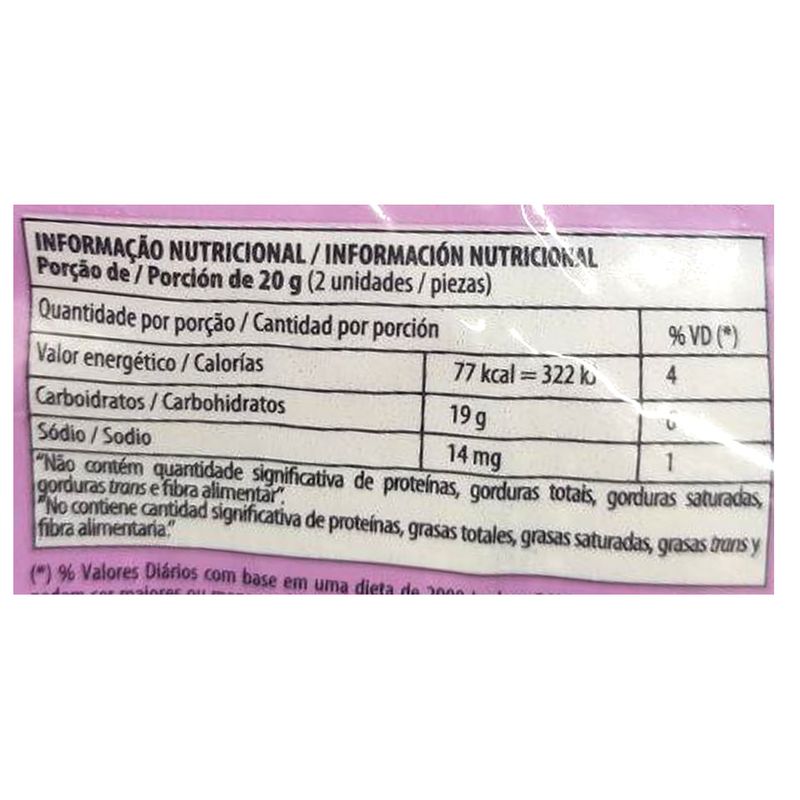 INFORMAÇÃO NUTRICIONAL / INFORMACIÓN NUTRICIONAL
Porção de / Porción de 20 g (2 unidades / piezas)
Quantidade por porção / Cantidad por porción % VD (*)
Valor energético / Calorías 77 kcal = 322 4
Carboidratos / Carbohidratos 19 g
Sódio / Sodio 14 mg 1
"Não contém quantidade significativa de proteínas, gorduras totais, gorduras saturadas,
gorduras trans e fibra alimentar".
"No contiene cantidad significativa de proteínas, grasas totales, grasas saturadas, grasas trans y
fibra alimentaria."
(*) % Valores Diários com base em uma dieta de
maiores ou